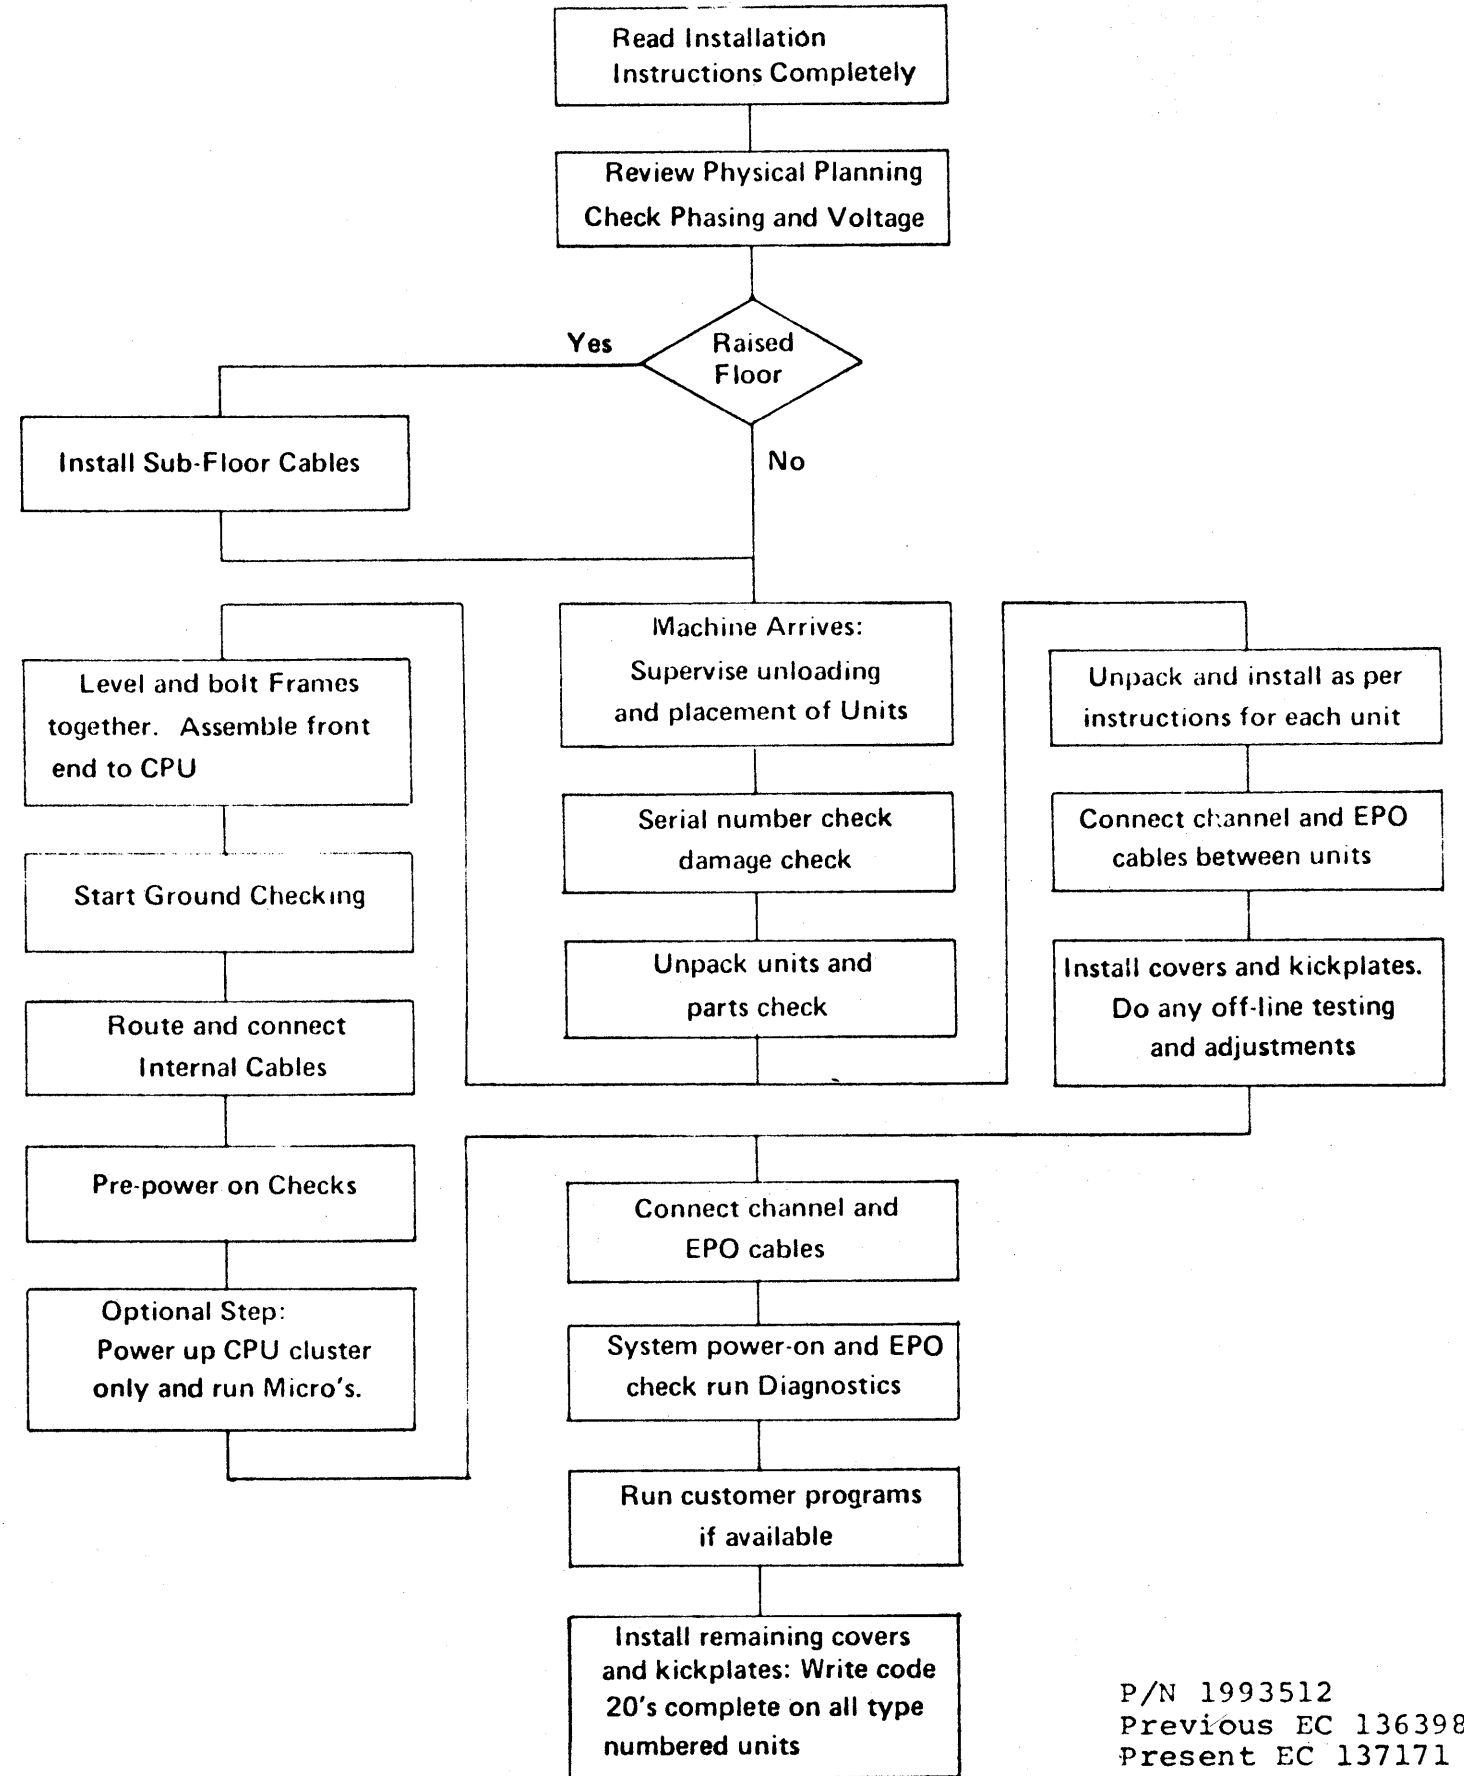 Read Installation
Instructions Completely
Review Physical Planning
Check Phasing and Voltage
Raised
Floor
Yes
No
Install Sub-Floor Cables
Machine Arrives:
Supervise unloading
and placement of Units
Serial number check
damage check
Unpack units and
parts check
Level and bolt Frames
together. Assemble front
end to CPU
Start Ground Checking
Route and connect
Internal Cables
Pre-power on Checks
Optional Step:
Power up CPU cluster
only and run Micro's.
Unpack and install as per
instructions for each unit
Connect channel and EPO
cables between units
Install covers and kickplates.
Do any off-line testing
and adjustments
Connect channel and
EPO cables
System power-on and EPO
check run Diagnostics
Run customer programs
if available
Install remaining covers
and kickplates: Write code
20's complete on all type
numbered units
P/N 1993512
Previous EC 136398
Present EC 137171